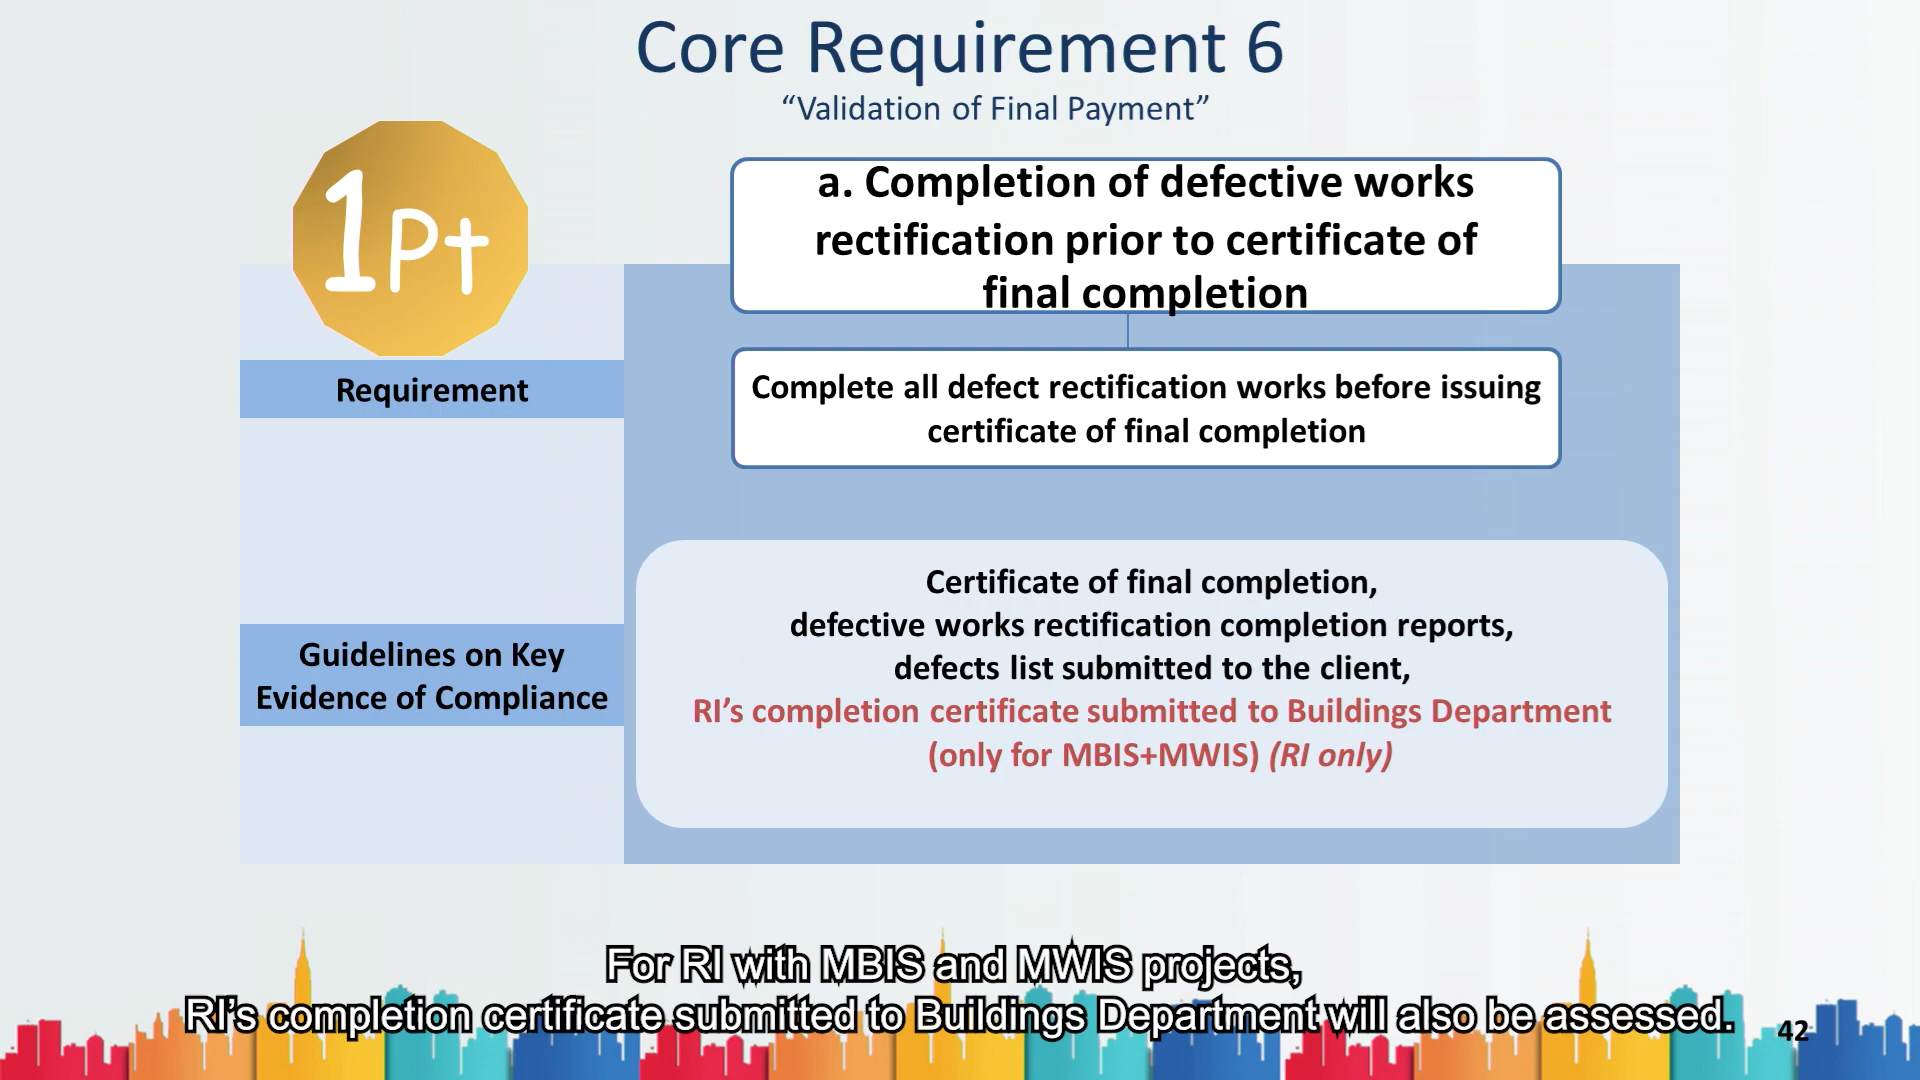 Core Requirement 6
“Validation of Final Payment”
1Pt
a. Completion of defective works
rectification prior to certificate of
final completion
Requirement
Complete all defect rectification works before issuing
certificate of final completion
Guidelines on Key
Evidence of Compliance
Certificate of final completion,
defective works rectification completion reports,
defects list submitted to the client,
RI’s completion certificate submitted to Buildings Department
(only for MBIS+MWIS) (RI only)
For RI with MBIS and MWIS projects,
RI’s completion certificate submitted to Buildings Department will also be assessed.
42